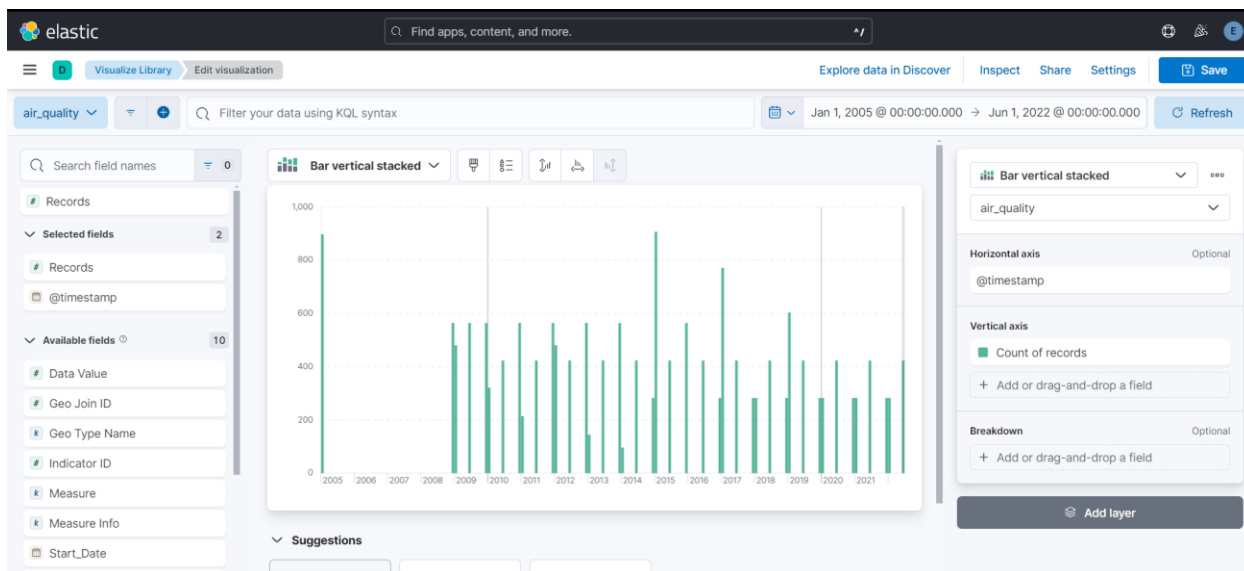 elastic
Find apps, content, and more.
^/
E
D
Visualize Library
Edit visualization
Explore data in Discover
Inspect
Share
Settings
Save
air_quality
Filter your data using KQL syntax
Jan 1, 2005 @ 00:00:00.000 → Jun 1, 2022 @ 00:00:00.000
Refresh
Search field names
0
Records
Selected fields
2
Records
@timestamp
Available fields
10
Data Value
Geo Join ID
Geo Type Name
Indicator ID
Measure
Measure Info
Start_Date
Bar vertical stacked
1,000
800
600
400
200
0
2005 2006 2007 2008 2009 2010 2011 2012 2013 2014 2015 2016 2017 2018 2019 2020 2021
Suggestions
Bar vertical stacked
air_quality
Horizontal axis
Optional
@timestamp
Vertical axis
Count of records
+ Add or drag-and-drop a field
Breakdown
Optional
+ Add or drag-and-drop a field
Add layer